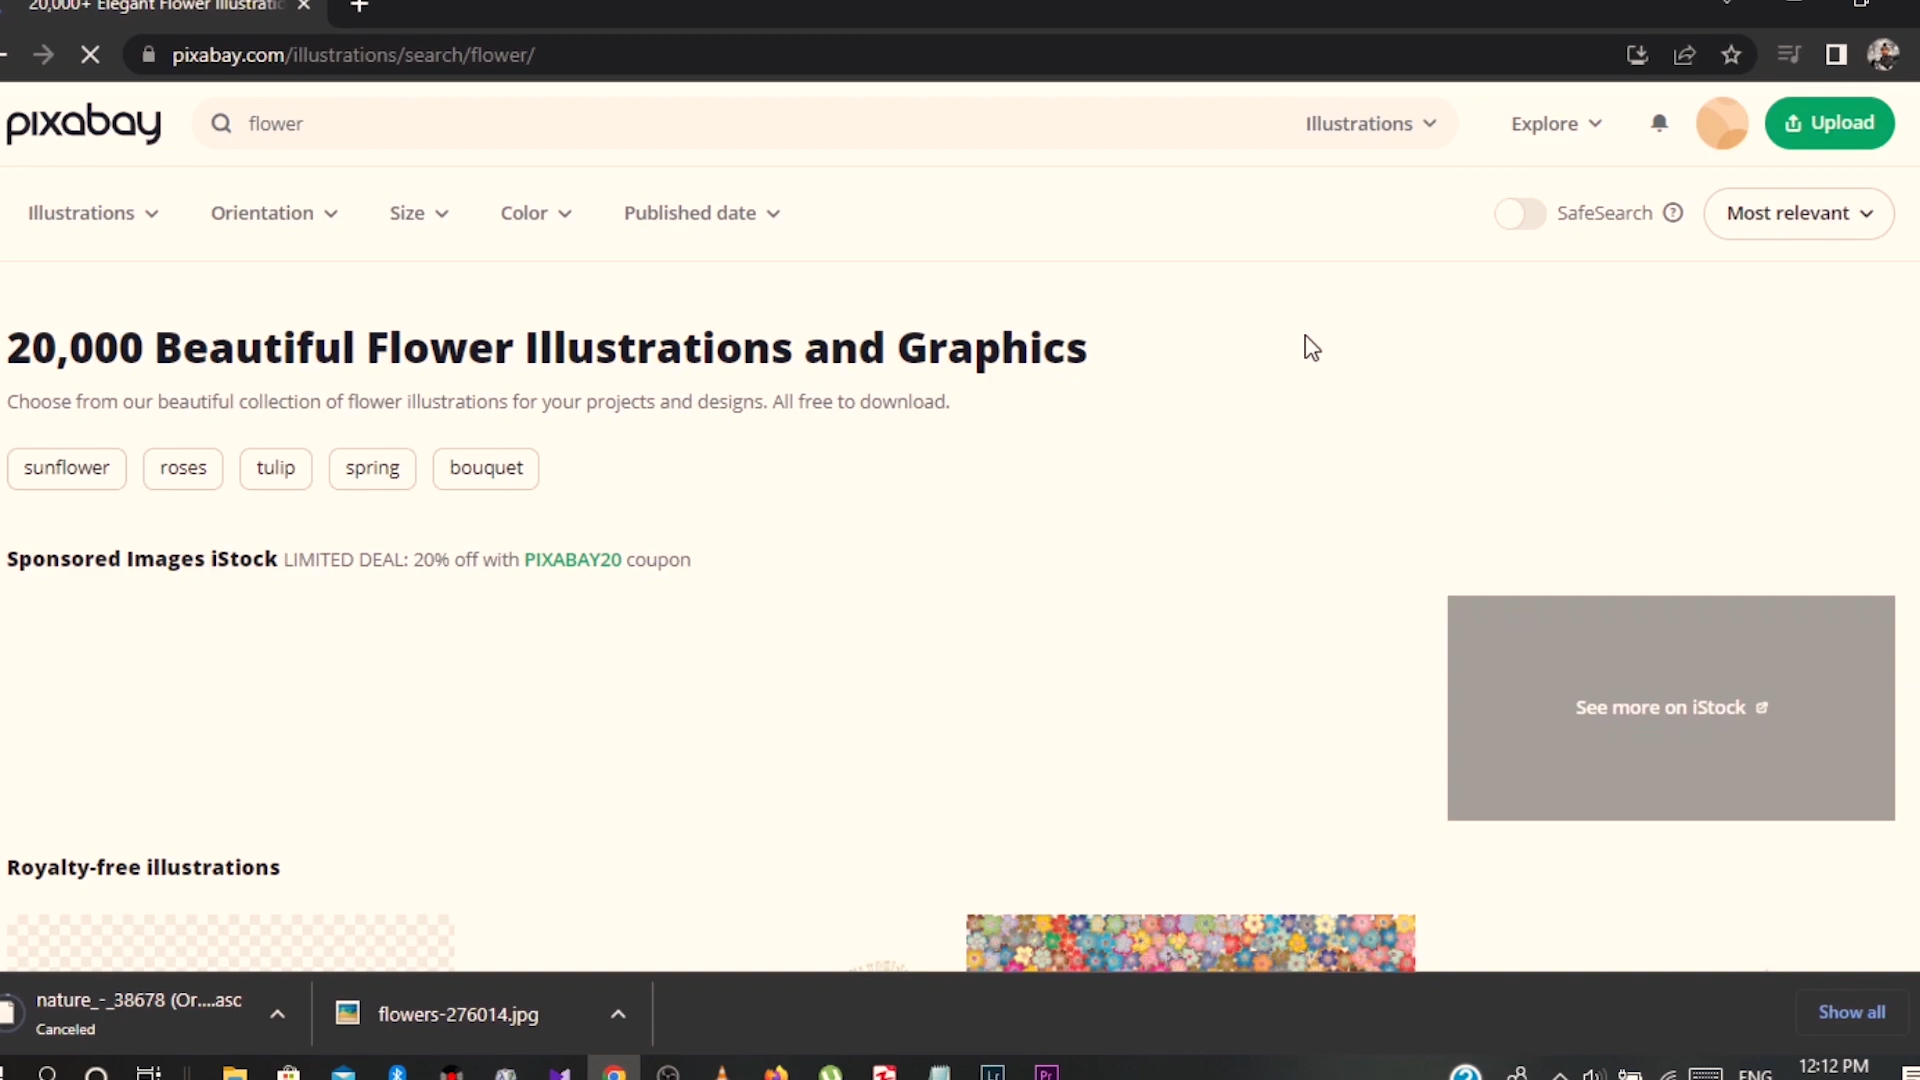 20,000+ Elegant Flower Illustratio
pixabay.com/illustrations/search/flower/
pixabay
flower
Illustrations
Explore
Upload
Illustrations
Orientation
Size
Color
Published date
SafeSearch
Most relevant
20,000 Beautiful Flower Illustrations and Graphics
Choose from our beautiful collection of flower illustrations for your projects and designs. All free to download.
sunflower
roses
tulip
spring
bouquet
Sponsored Images iStock LIMITED DEAL: 20% off with PIXABAY20 coupon
See more on iStock
Royalty-free illustrations
nature_-_38678 (Or....asc
Canceled
flowers-276014.jpg
Show all
Lr
Pr
ENG
12:12 PM